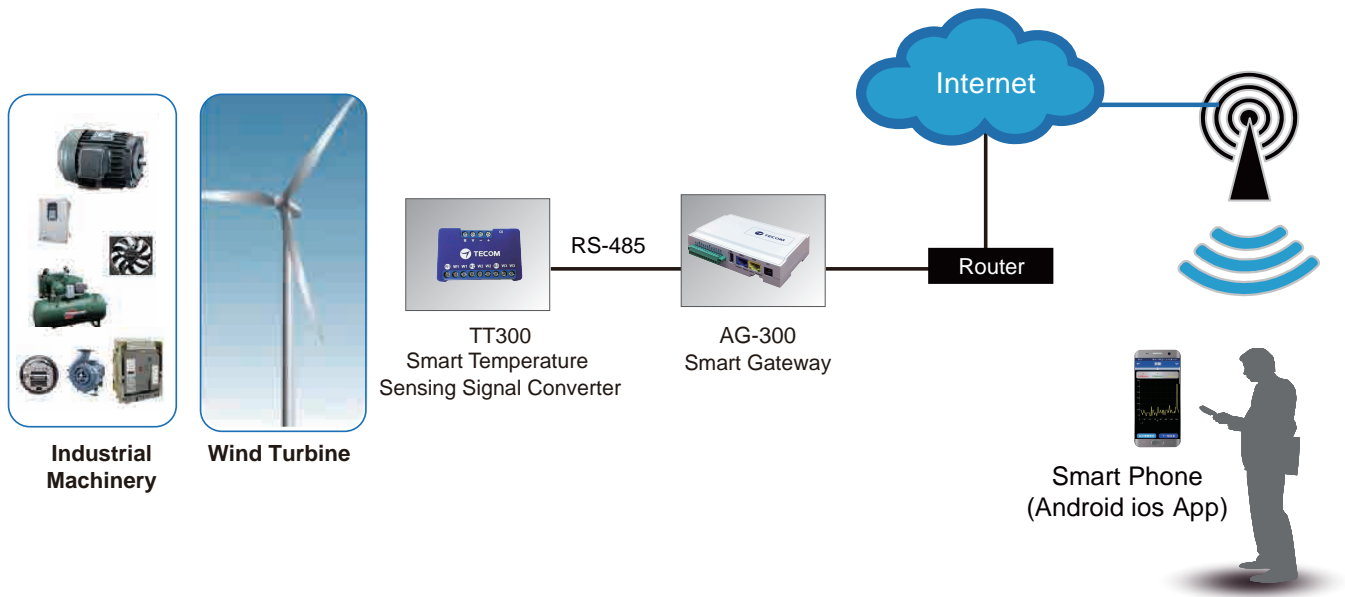 Internet
RS-485
TECOM
TECOM
Router
TT300
Smart Temperature
Sensing Signal Converter
AG-300
Smart Gateway
Industrial
Machinery
Wind Turbine
Smart Phone
(Android ios App)